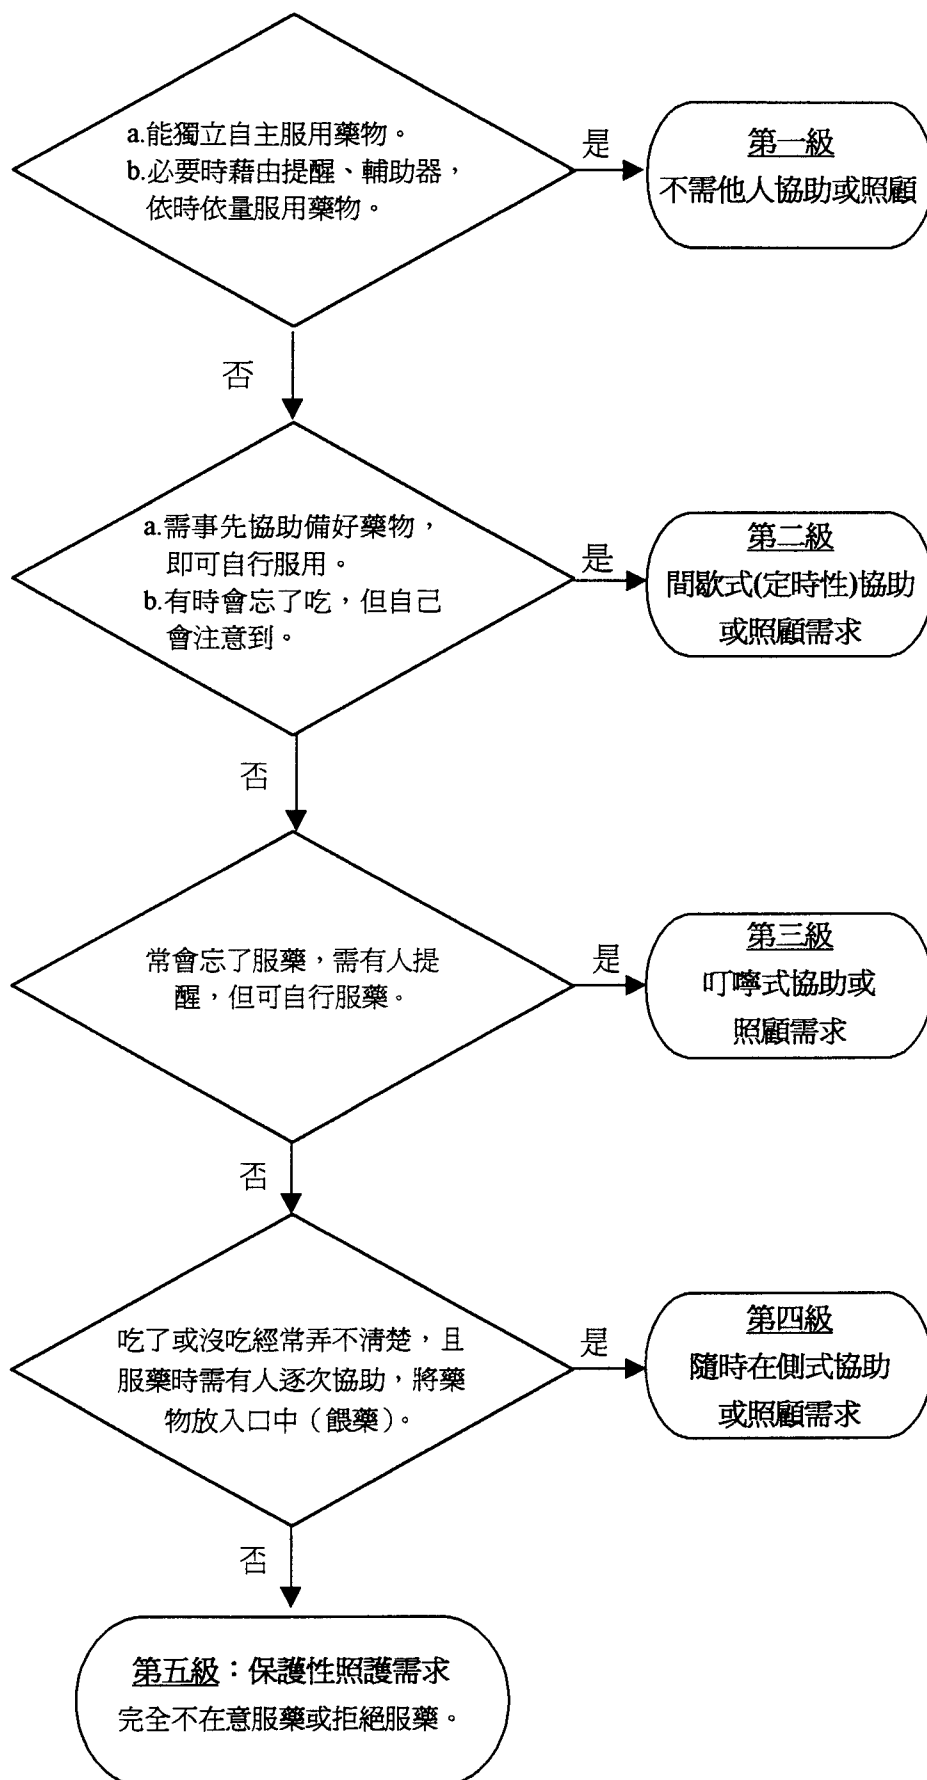 a.能獨立自主服用藥物。
b.必要時藉由提醒、輔助器，
依時依量服用藥物。
是
第一級
不需他人協助或照顧
否
a.需事先協助備好藥物，
即可自行服用。
b.有時會忘了吃，但自己
會注意到。
是
第二級
間歇式(定時性)協助
或照顧需求
否
常會忘了服藥，需有人提
醒，但可自行服藥。
是
第三級
叮嚀式協助或
照顧需求
否
吃了或沒吃經常弄不清楚，且
服藥時需有人逐次協助，將藥
物放入口中（餵藥）。
是
第四級
隨時在側式協助
或照顧需求
否
第五級：保護性照護需求
完全不在意服藥或拒絕服藥。